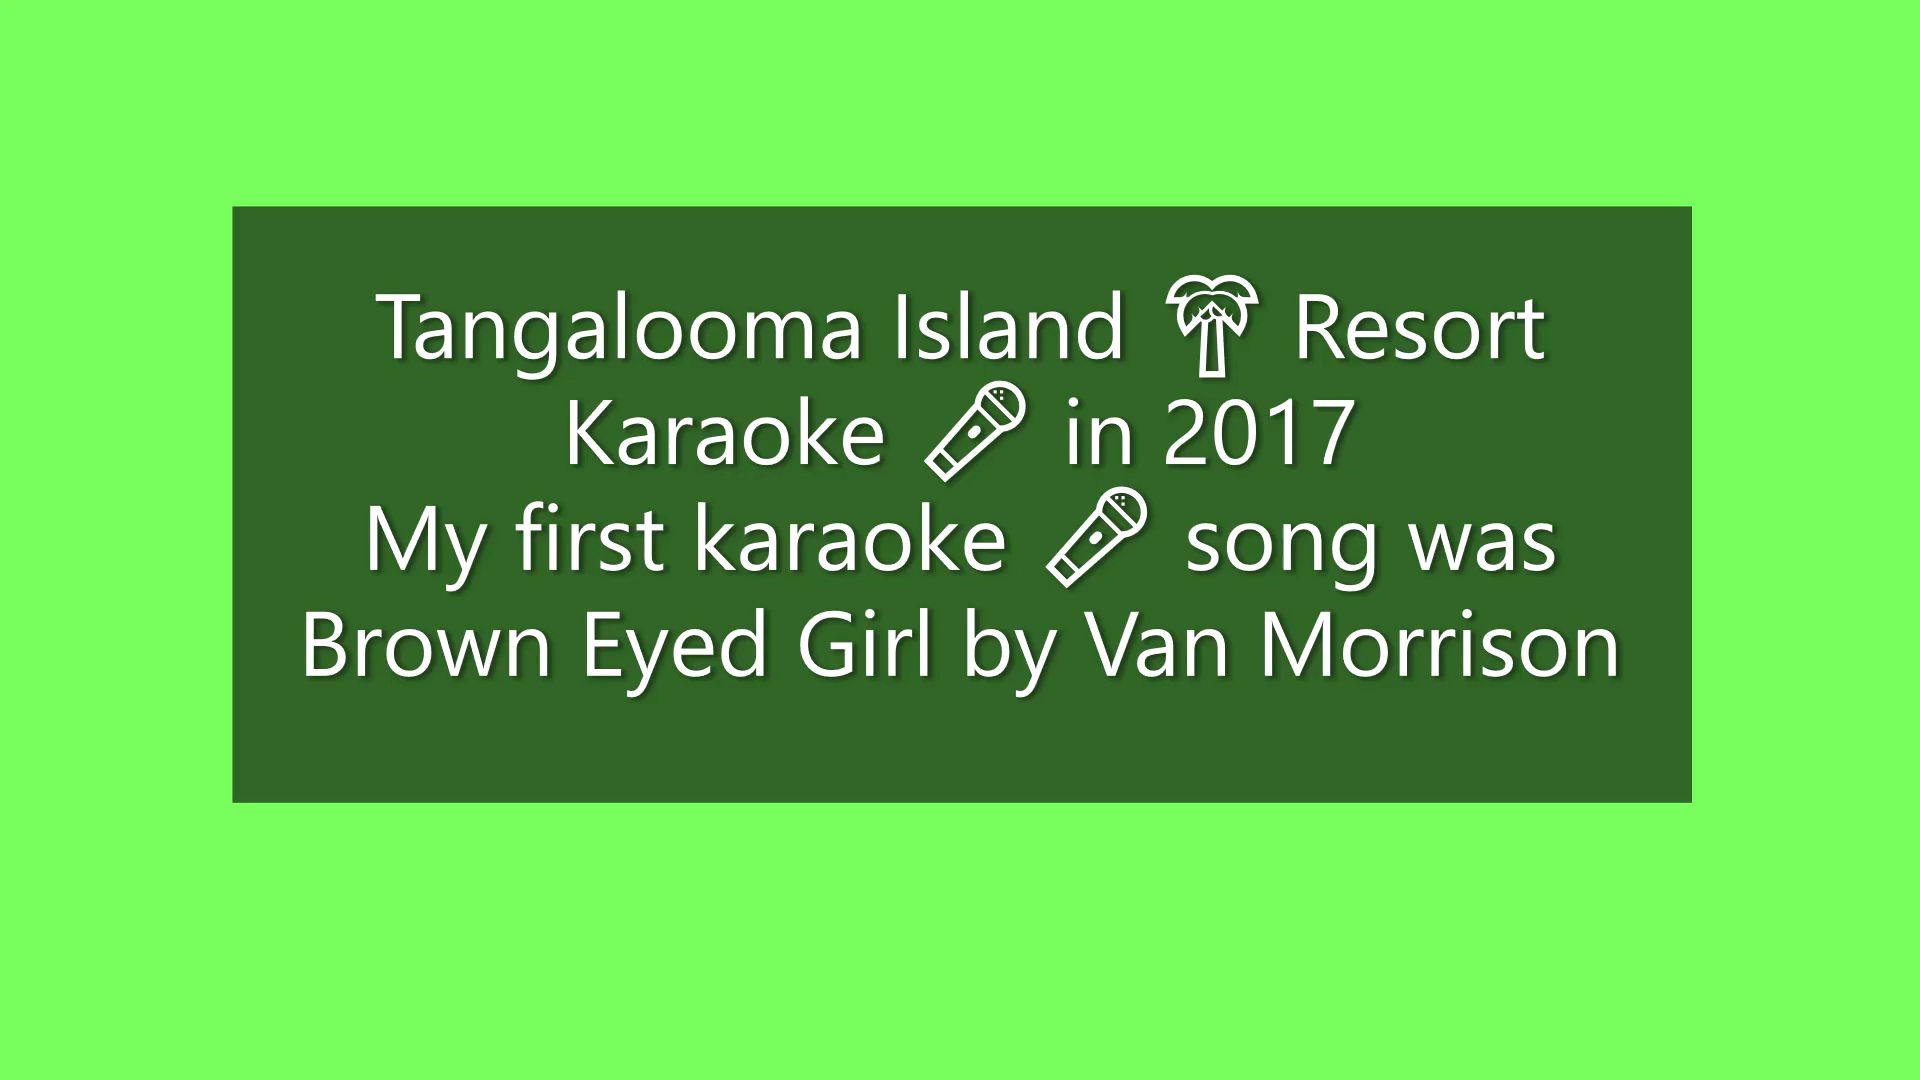 Tangalooma Island 🌴 Resort
Karaoke 🎤 in 2017
My first karaoke 🎤 song was
Brown Eyed Girl by Van Morrison